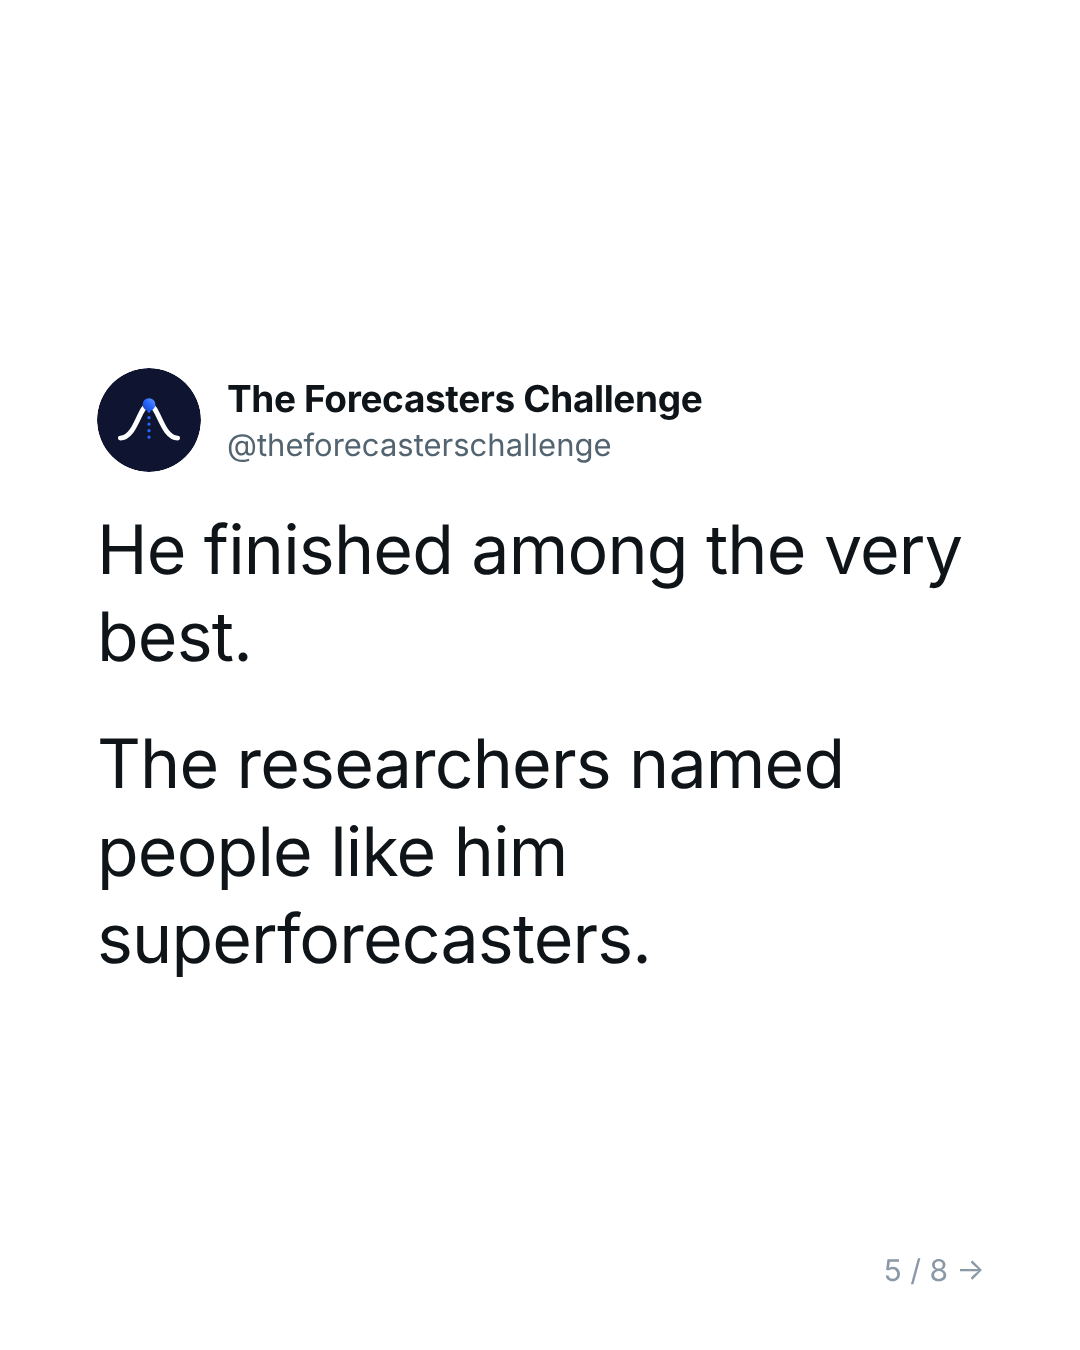 The Forecasters Challenge
@theforecasterschallenge
He finished among the very
best.
The researchers named
people like him
superforecasters.
5 / 8 →